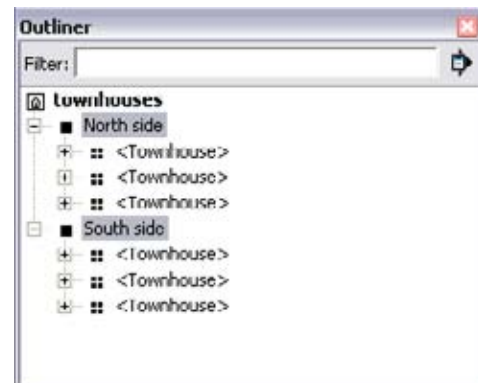 Outliner
Filter:
townhouses
North side
<Townhouse>
<Townhouse>
<Townhouse>
South side
<Townhouse>
<Townhouse>
<Townhouse>